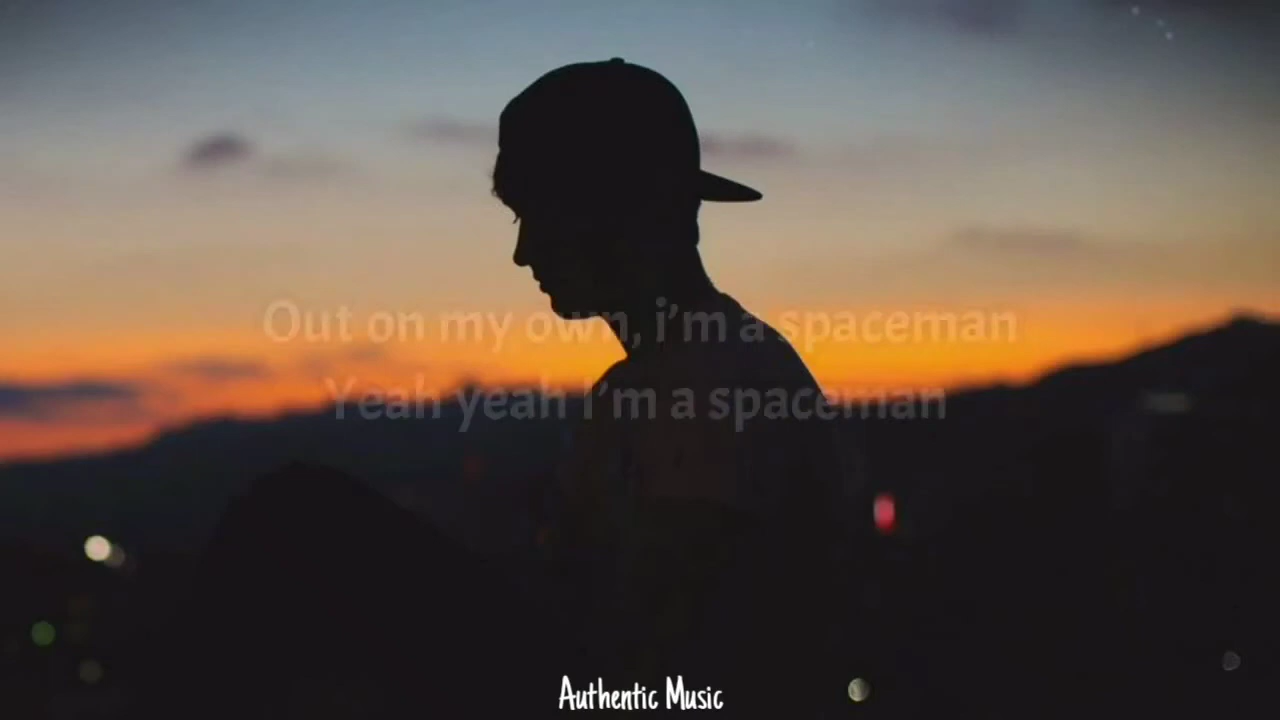 Out on my own, i'm a spaceman
Yeah yeah I'm a spaceman
Authentic Music